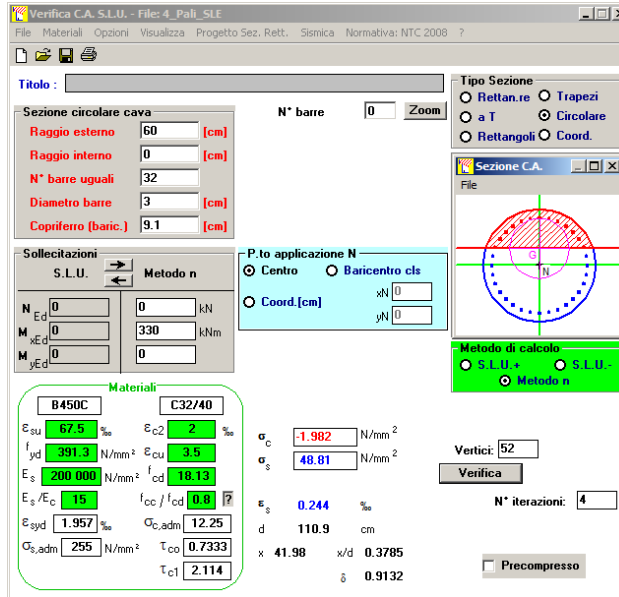 Verifica C.A. S.L.U. - File: 4_Pali_SLE
File Materiali Opzioni Visualizza Progetto Sez. Rett. Sismica Normativa: NTC 2008 ?
Titolo :
Tipo Sezione
Rettan.re Trapezi
a T Circolare
Rettangoli Coord.
Sezione circolare cava
Raggio esterno 60 [cm]
Raggio interno 0 [cm]
N° barre uguali 32
Diametro barre 3 [cm]
Copriferro (baric.) 9.1 [cm]
N° barre 0 Zoom
Sezione C.A.
File
G
N
Sollecitazioni
S.L.U. Metodo n
N Ed 0 0 kN
M xEd 0 330 kNm
M yEd 0 0
P.to applicazione N
Centro Baricentro cls
Coord.[cm] xN 0
yN 0
Metodo di calcolo
S.L.U.+ S.L.U.-
Metodo n
Materiali
B450C C32/40
εsu 67.5 ‰ εc2 2 ‰
fyd 391.3 N/mm² εcu 3.5
Es 200 000 N/mm² fcd 18.13
Es /Ec 15 fcc / fcd 0.8 ?
εsyd 1.957 ‰ σc,adm 12.25
σs,adm 255 N/mm² τco 0.7333
τc1 2.114
σc -1.982 N/mm²
σs 48.81 N/mm²
εs 0.244 ‰
d 110.9 cm
x 41.98 x/d 0.3785
δ 0.9132
Vertici: 52
Verifica
N° iterazioni: 4
Precompresso